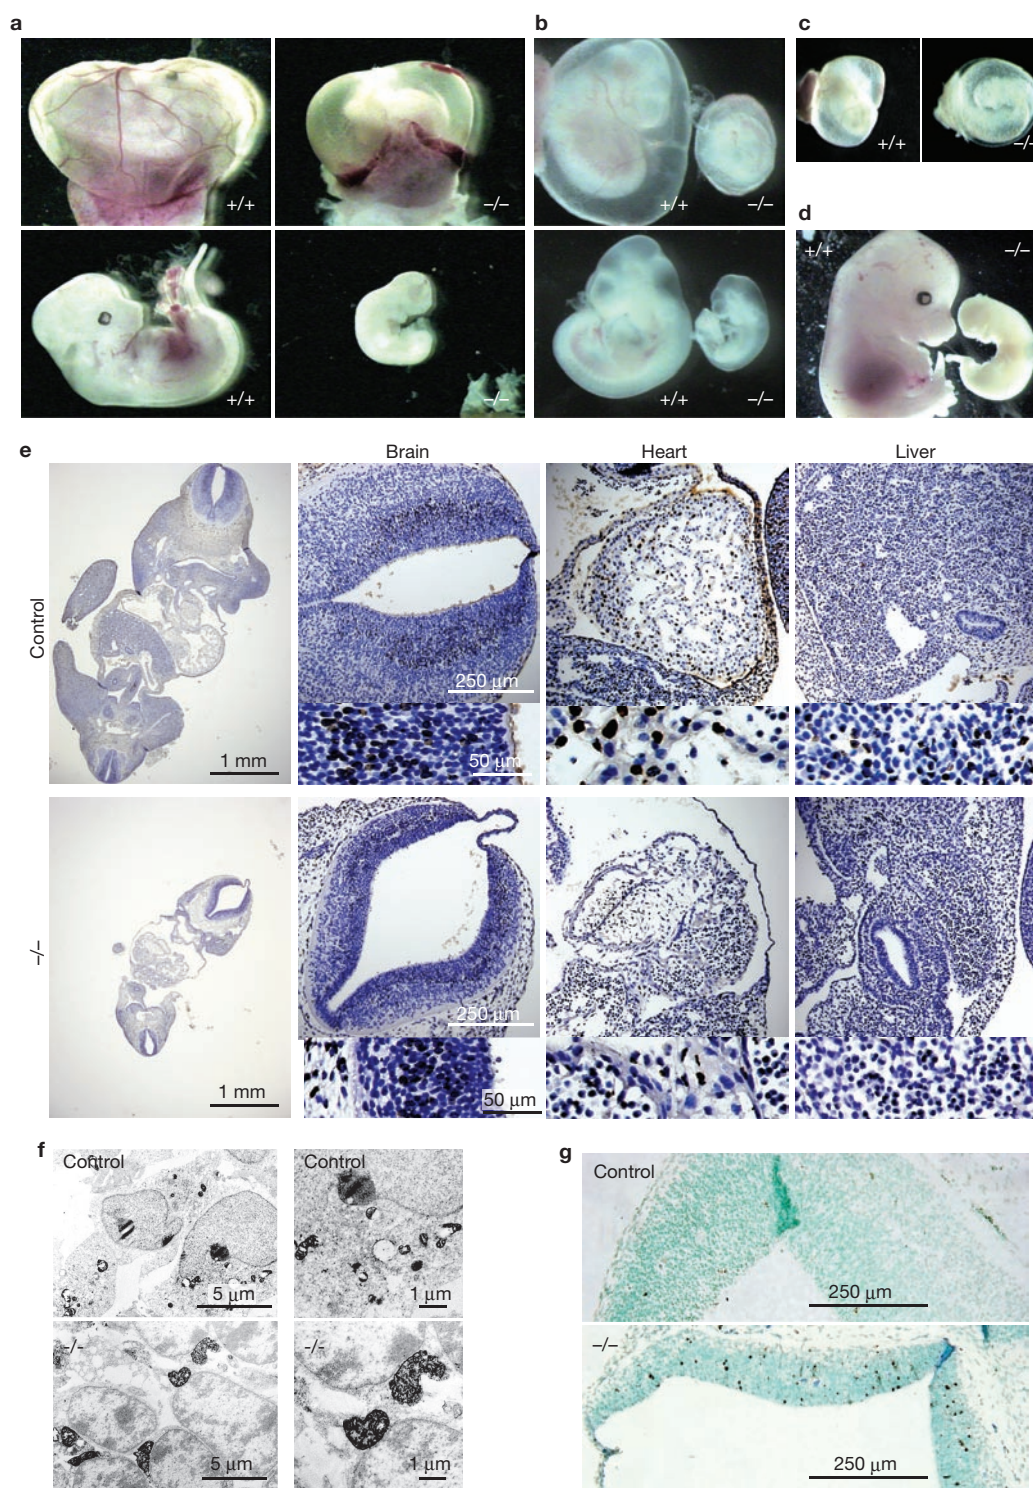 a
b
c
+/+
–/–
+/+
–/–
+/+
–/–
d
+/+
–/–
+/+
–/–
+/+
–/–
e
Brain
Heart
Liver
Control
250 µm
50 µm
1 mm
–/–
250 µm
1 mm
50 µm
f
g
Control
Control
Control
5 µm
1 µm
250 µm
-/-
-/-
–/–
5 µm
1 µm
250 µm